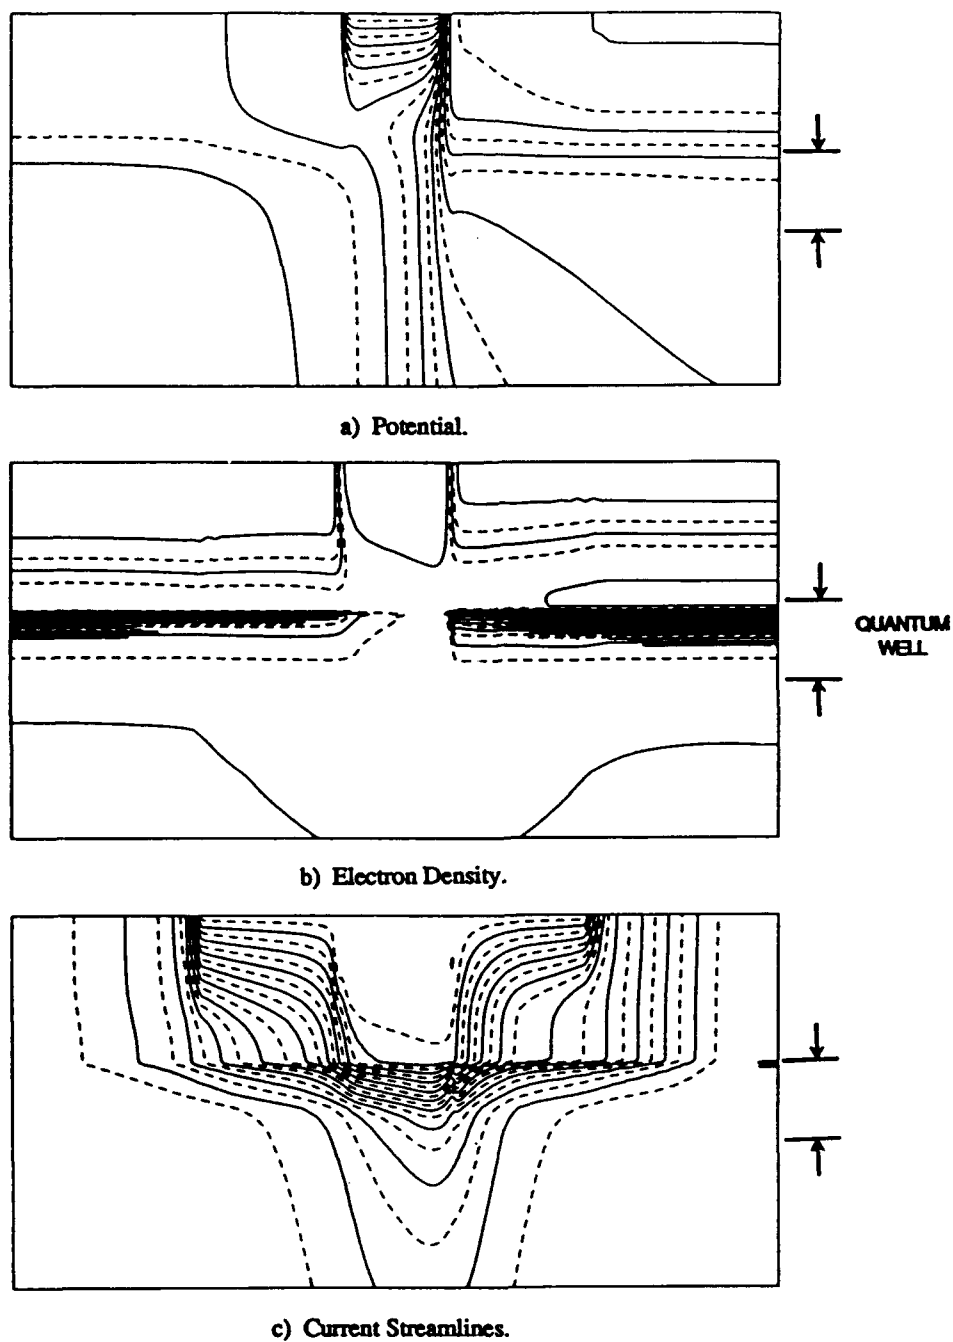 a) Potential.
QUANTUM
WELL
b) Electron Density.
c) Current Streamlines.